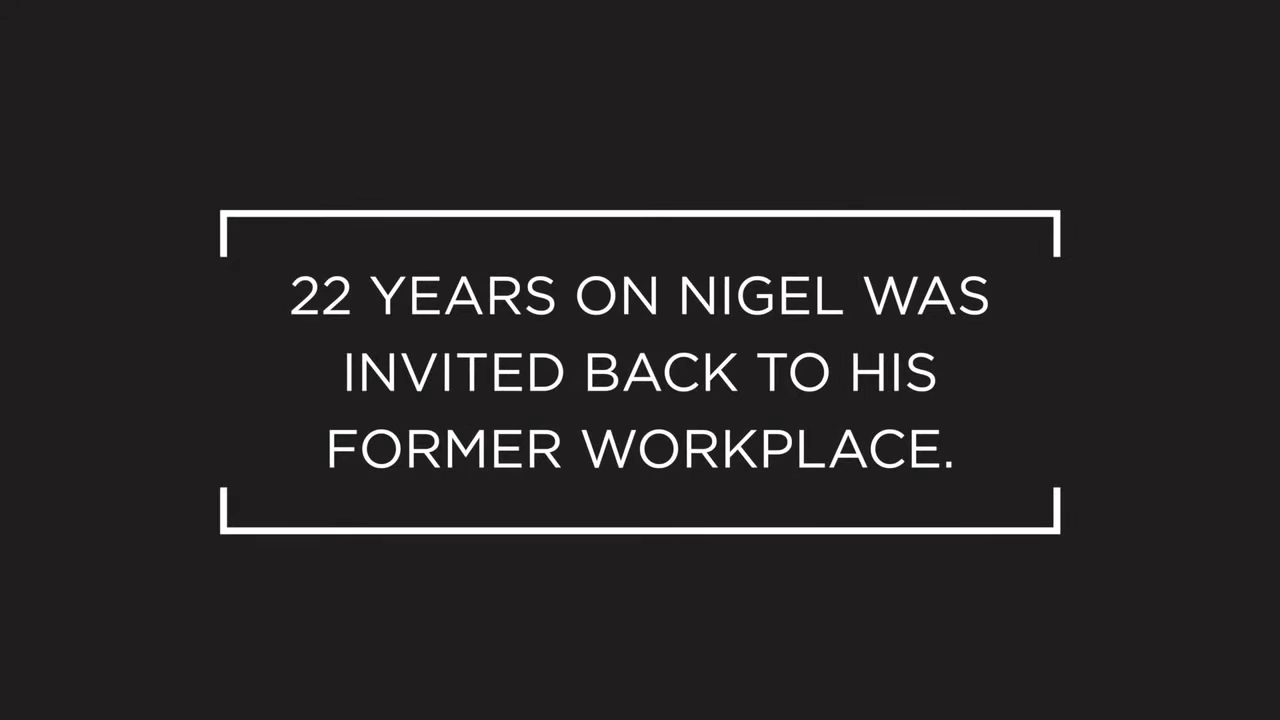 22 YEARS ON NIGEL WAS
INVITED BACK TO HIS
FORMER WORKPLACE.